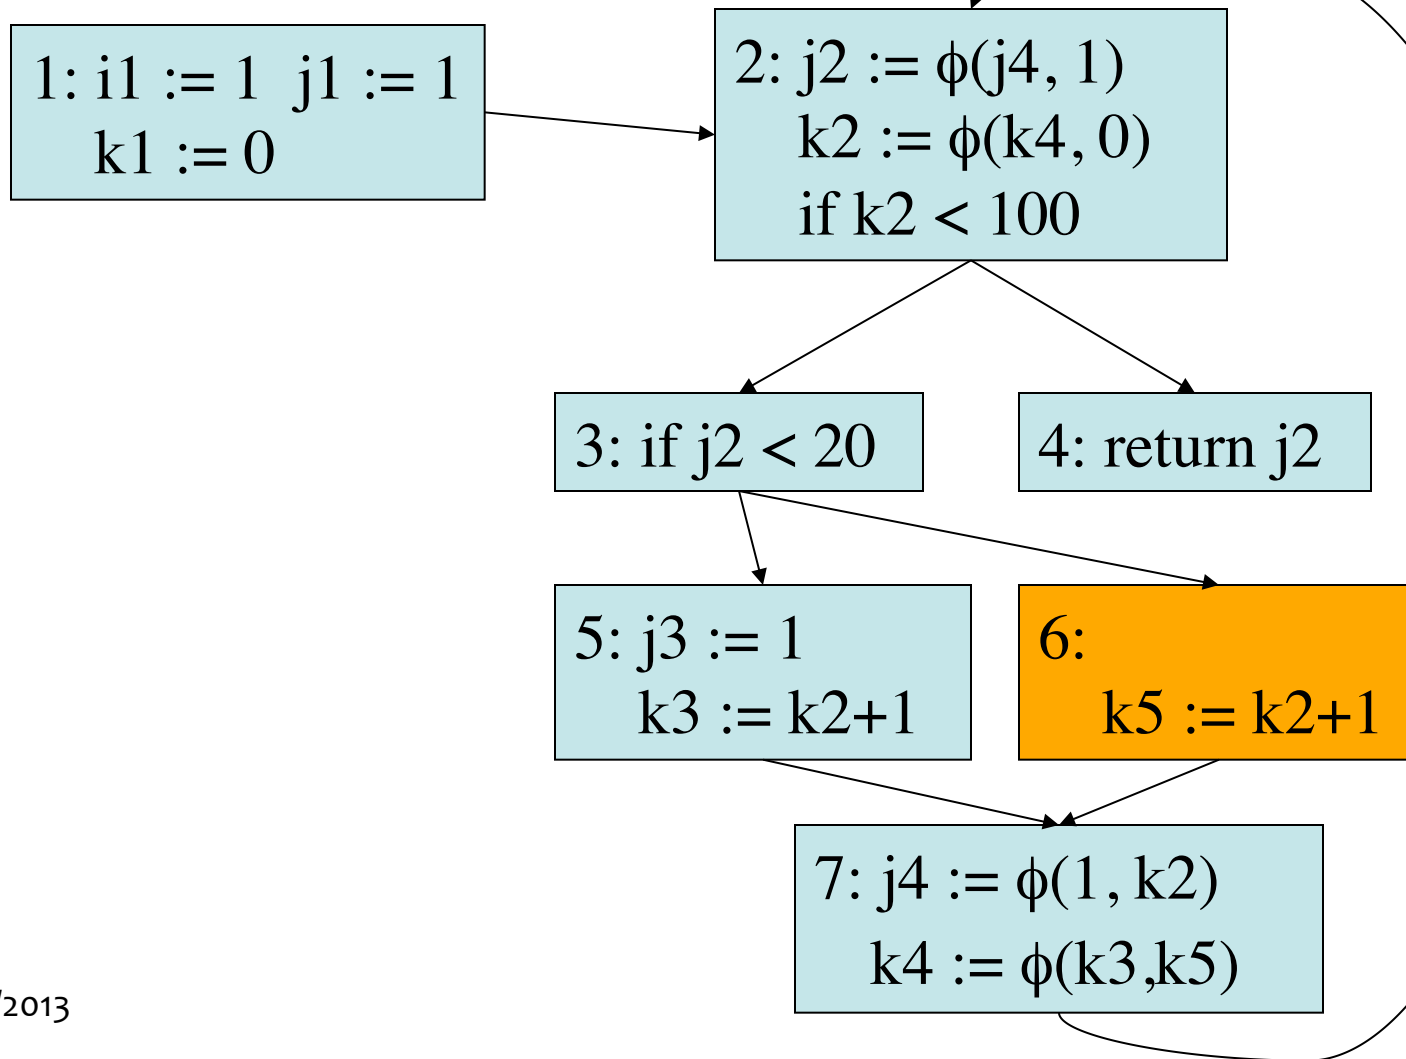 1: i1 := 1 j1 := 1
k1 := 0
2: j2 := ϕ(j4, 1)
k2 := ϕ(k4, 0)
if k2 < 100
3: if j2 < 20
4: return j2
5: j3 := 1
k3 := k2+1
6:
k5 := k2+1
7: j4 := ϕ(1, k2)
k4 := ϕ(k3,k5)
/2013